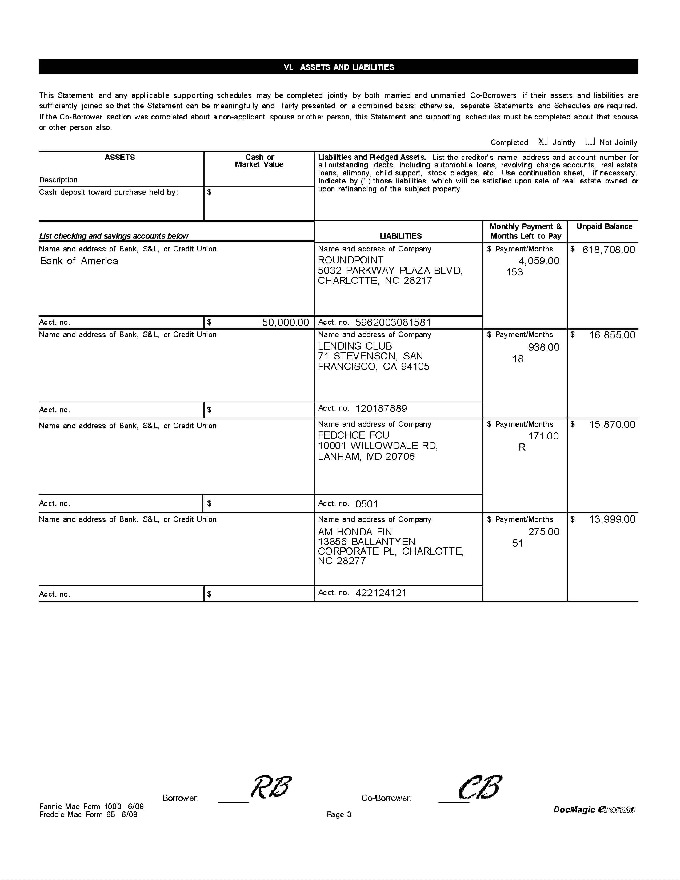 VI. ASSETS AND LIABILITIES
This Statement and any applicable supporting schedules may be completed jointly by both married and unmarried Co-Borrowers if their assets and liabilities are
sufficiently joined so that the Statement can be meaningfully and fairly presented on a combined basis; otherwise, separate Statements and Schedules are required.
If the Co-Borrower section was completed about a non-applicant spouse or other person, this Statement and supporting schedules must be completed about that spouse
or other person also.
Completed X Jointly Not Jointly
ASSETS
Description
Cash or
Market Value
Liabilities and Pledged Assets. List the creditor's name, address and account number for
all outstanding debts, including automobile loans, revolving charge accounts, real estate
loans, alimony, child support, stock pledges, etc. Use continuation sheet, if necessary.
Indicate by (*) those liabilities, which will be satisfied upon sale of real estate owned or
upon refinancing of the subject property.
Cash deposit toward purchase held by: $
List checking and savings accounts below
LIABILITIES
Monthly Payment &
Months Left to Pay
Unpaid Balance
Name and address of Bank, S&L, or Credit Union
Bank of America
Name and address of Company
ROUNDPOINT
5032 PARKWAY PLAZA BLVD,
CHARLOTTE, NC 28217
$ Payment/Months
4,059.00
153
$ 618,708.00
Acct. no. $ 50,000.00
Acct. no. 5962003081581
Name and address of Bank, S&L, or Credit Union
Name and address of Company
LENDING CLUB
71 STEVENSON, SAN
FRANCISCO, CA 94105
$ Payment/Months
938.00
18
$ 16,855.00
Acct. no. $
Acct. no. 120187889
Name and address of Bank, S&L, or Credit Union
Name and address of Company
FEDCHCE FCU
10001 WILLOWDALE RD,
LANHAM, MD 20706
$ Payment/Months
171.00
R
$ 15,870.00
Acct. no. $
Acct. no. 0501
Name and address of Bank, S&L, or Credit Union
Name and address of Company
AM HONDA FIN
13856 BALLANTYEN
CORPORATE PL, CHARLOTTE,
NC 28277
$ Payment/Months
275.00
51
$ 13,999.00
Acct. no. $
Acct. no. 422124121
Borrower: RB
Co-Borrower: CB
Fannie Mae Form 1003 6/09
Freddie Mac Form 65 6/09
Page 3
DocMagic